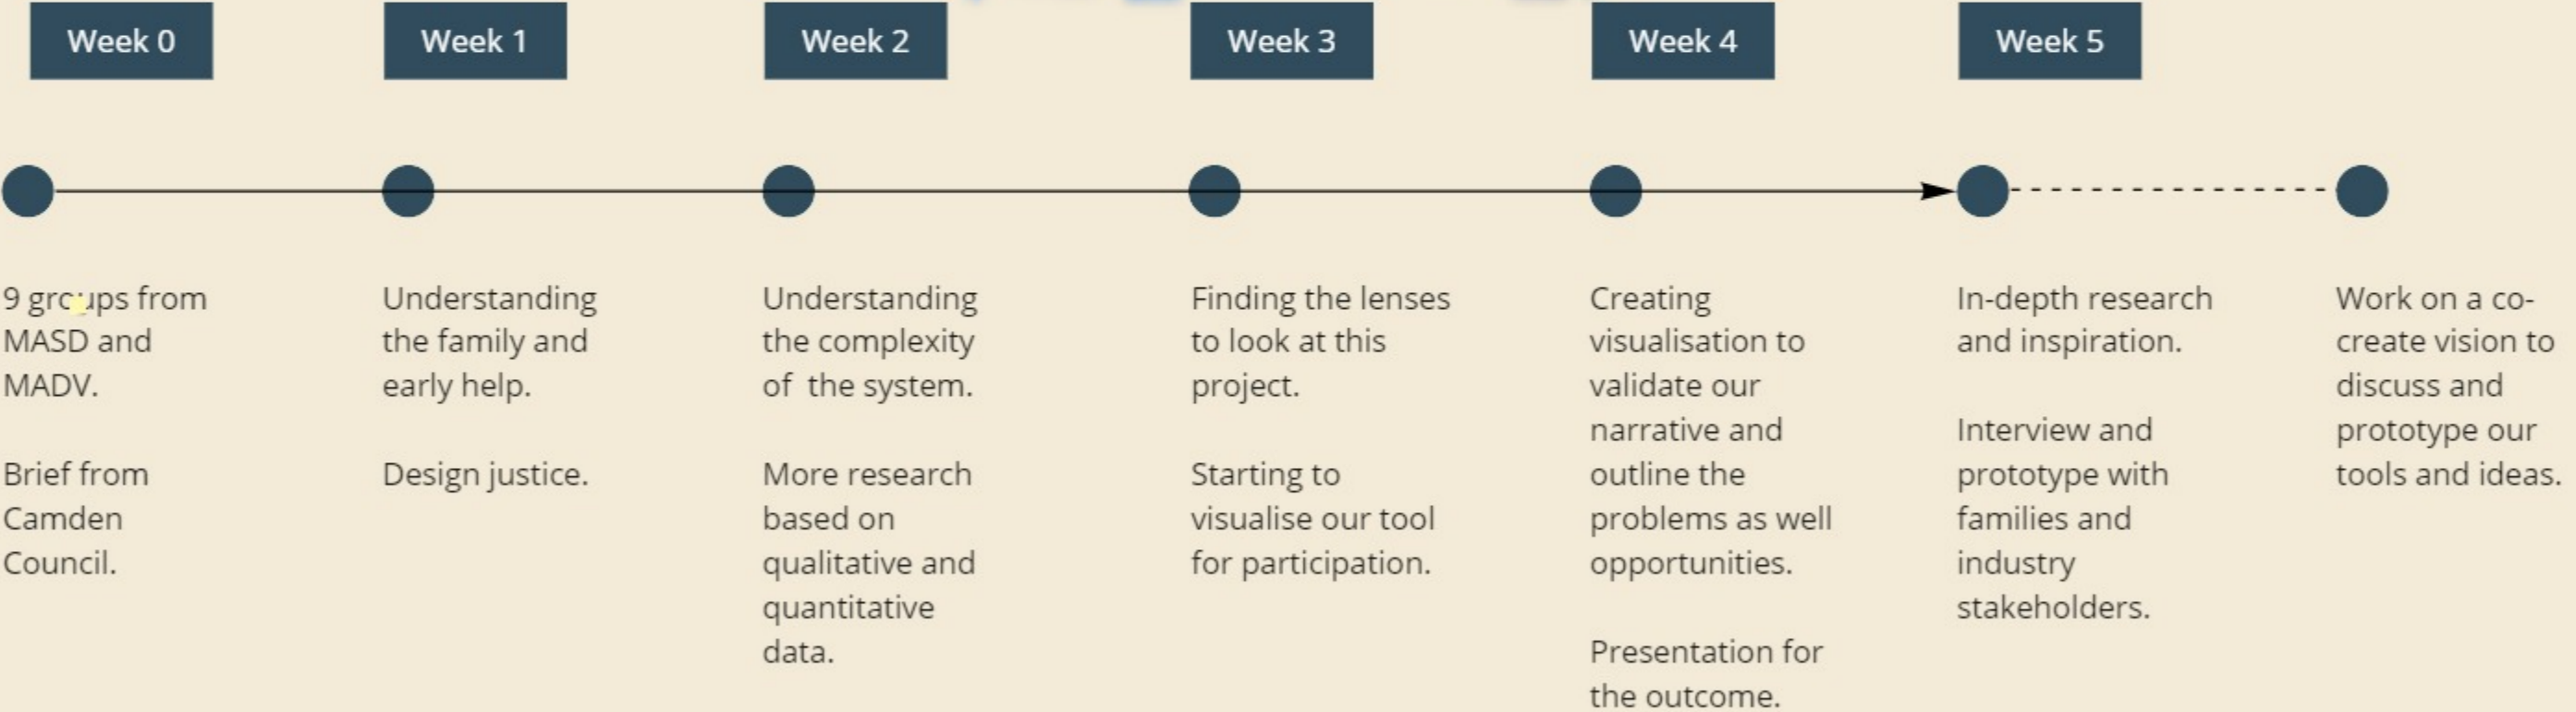 Week 0
Week 1
Week 2
Week 3
Week 4
Week 5
9 groups from
MASD and
MADV.
Brief from
Camden
Council.
Understanding
the family and
early help.
Design justice.
Understanding
the complexity
of  the system.
More research
based on
qualitative and
quantitative
data.
Finding the lenses
to look at this
project.
Starting to
visualise our tool
for participation.
Creating
visualisation to
validate our
narrative and
outline the
problems as well
opportunities.
Presentation for
the outcome.
In-depth research
and inspiration.
Interview and
prototype with
families and
industry
stakeholders.
Work on a co-
create vision to
discuss and
prototype our
tools and ideas.